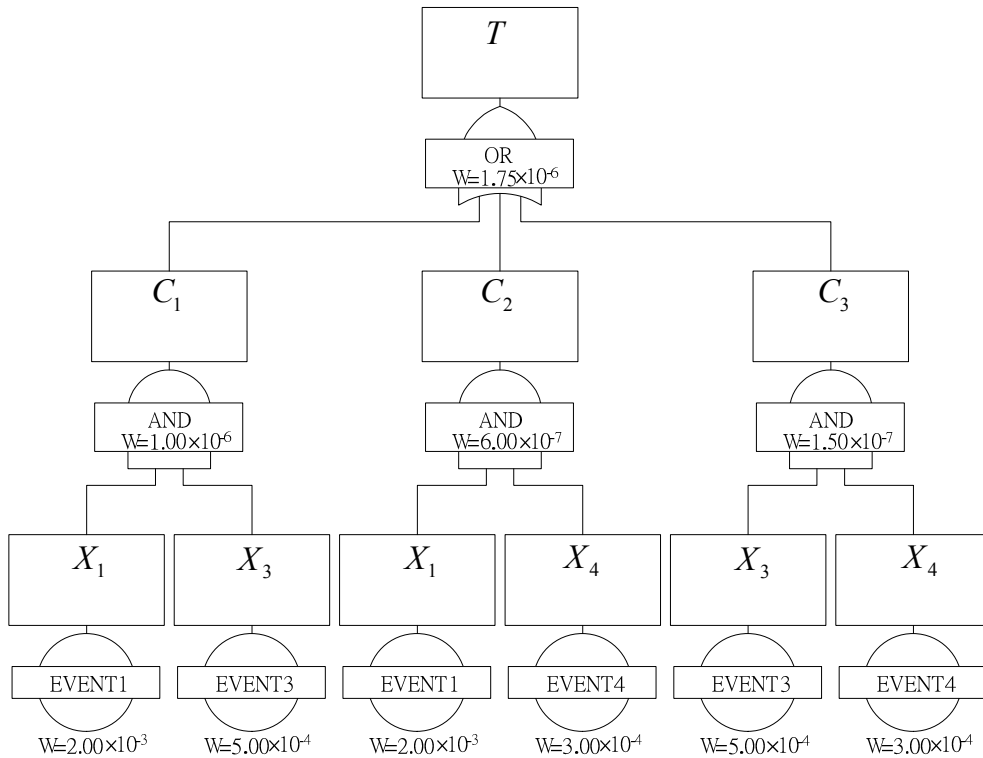 T
OR
W=1.75×10⁻⁶
C₁
C₂
C₃
AND
W=1.00×10⁻⁶
AND
W=6.00×10⁻⁷
AND
W=1.50×10⁻⁷
X₁
X₃
X₁
X₄
X₃
X₄
EVENT1
EVENT3
EVENT1
EVENT4
EVENT3
EVENT4
W=2.00×10⁻³
W=5.00×10⁻⁴
W=2.00×10⁻³
W=3.00×10⁻⁴
W=5.00×10⁻⁴
W=3.00×10⁻⁴